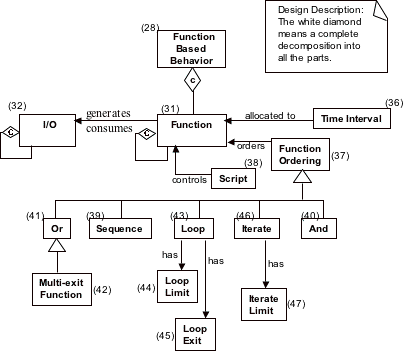 Design Description:
The white diamond
means a complete
decomposition into
all the parts.
(28)
Function
Based
Behavior
c
(32)
I/O
C
generates
consumes
(31)
Function
C
allocated to
(36)
Time Interval
orders
Function
Ordering
(37)
controls
(38)
Script
(41)
Or
(39)
Sequence
(43)
Loop
(46)
Iterate
(40)
And
Multi-exit
Function
(42)
has
has
has
Loop
Limit
(44)
Iterate
Limit
(47)
Loop
Exit
(45)